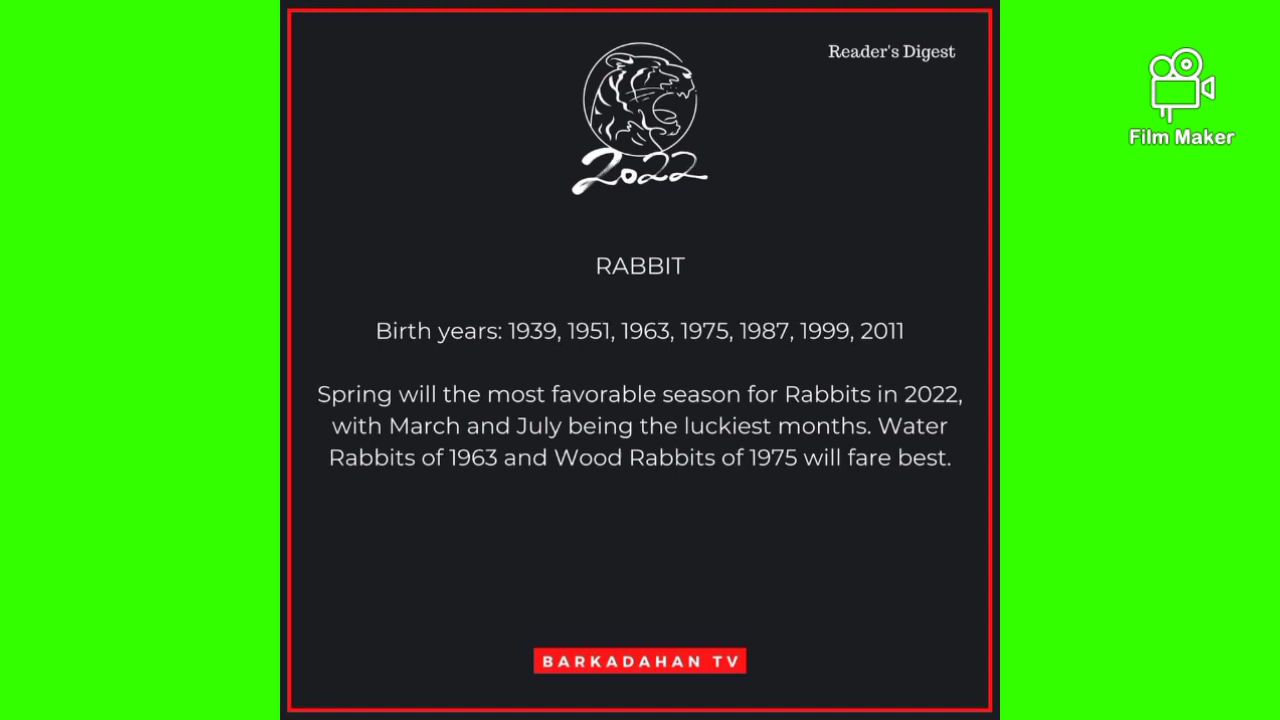 Reader's Digest
Film Maker
2022
RABBIT
Birth years: 1939, 1951, 1963, 1975, 1987, 1999, 2011
Spring will the most favorable season for Rabbits in 2022,
with March and July being the luckiest months. Water
Rabbits of 1963 and Wood Rabbits of 1975 will fare best.
BARKADAHAN TV